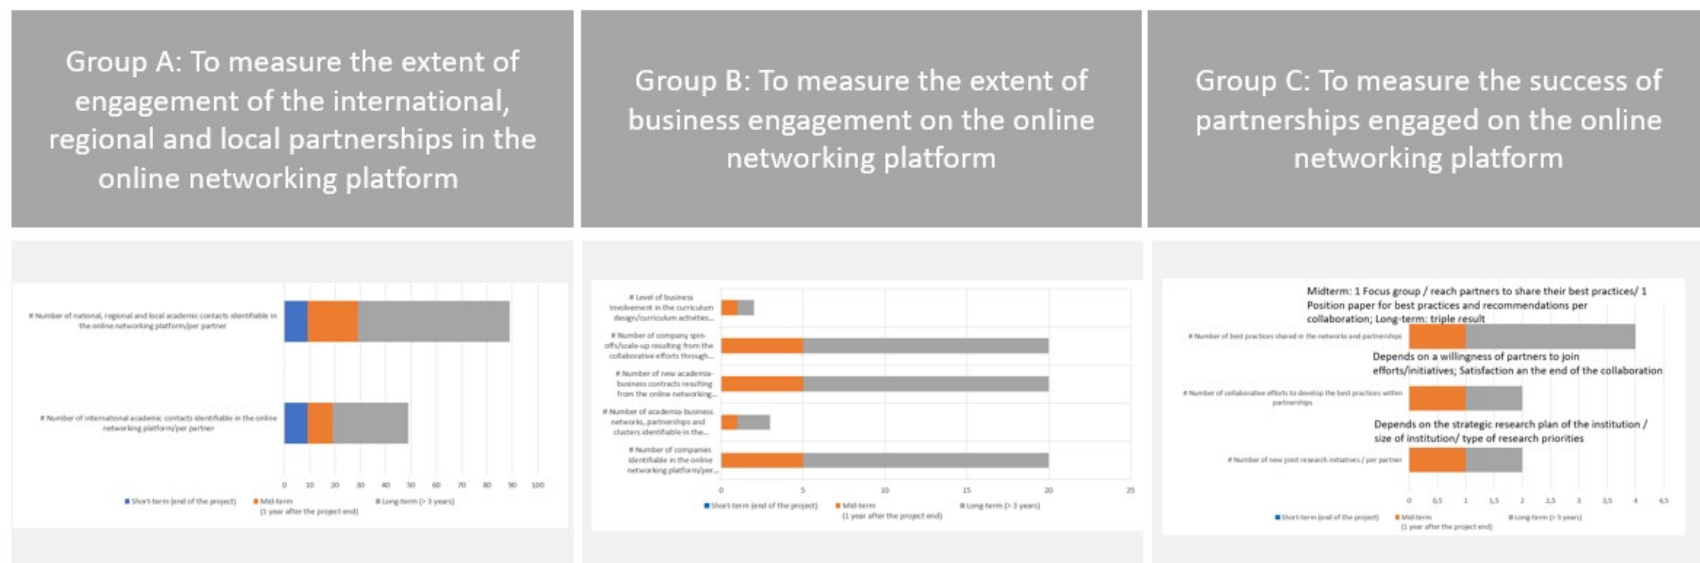 Group A: To measure the extent of
engagement of the international,
regional and local partnerships in the
online networking platform
Group B: To measure the extent of
business engagement on the online
networking platform
Group C: To measure the success of
partnerships engaged on the online
networking platform
# Number of national, regional and local academic contacts identifiable in
the online networking platform/per partner
# Number of international academic contacts identifiable in the online
networking platform/per partner
0 10 20 30 40 50 60 70 80 90 100
Short-term (end of the project) Mid-term Long-term (> 3 years)
(1 year after the project end)
# Level of business
involvement in the curriculum
design/curriculum activities...
# Number of company spin-
offs/scale-up resulting from the
collaborative efforts through...
# Number of new academia-
business contracts resulting
from the online networking...
# Number of academia-business
networks, partnerships and
clusters identifiable in the...
# Number of companies
identifiable in the online
networking platform/per...
0 5 10 15 20 25
Short-term (end of the project) Mid-term Long-term (> 3 years)
(1 year after the project end)
Midterm: 1 Focus group / reach partners to share their best practices/ 1
Position paper for best practices and recommendations per
collaboration; Long-term: triple result
# Number of best practices shared in the networks and partnerships
Depends on a willingness of partners to join
efforts/initiatives; Satisfaction an the end of the collaboration
# Number of collaborative efforts to develop the best practices within
partnerships
Depends on the strategic research plan of the institution /
size of institution/ type of research priorities
# Number of new joint research initiatives / per partner
0 0,5 1 1,5 2 2,5 3 3,5 4 4,5
Short-term (end of the project) Mid-term Long-term (> 3 years)
(1 year after the project end)